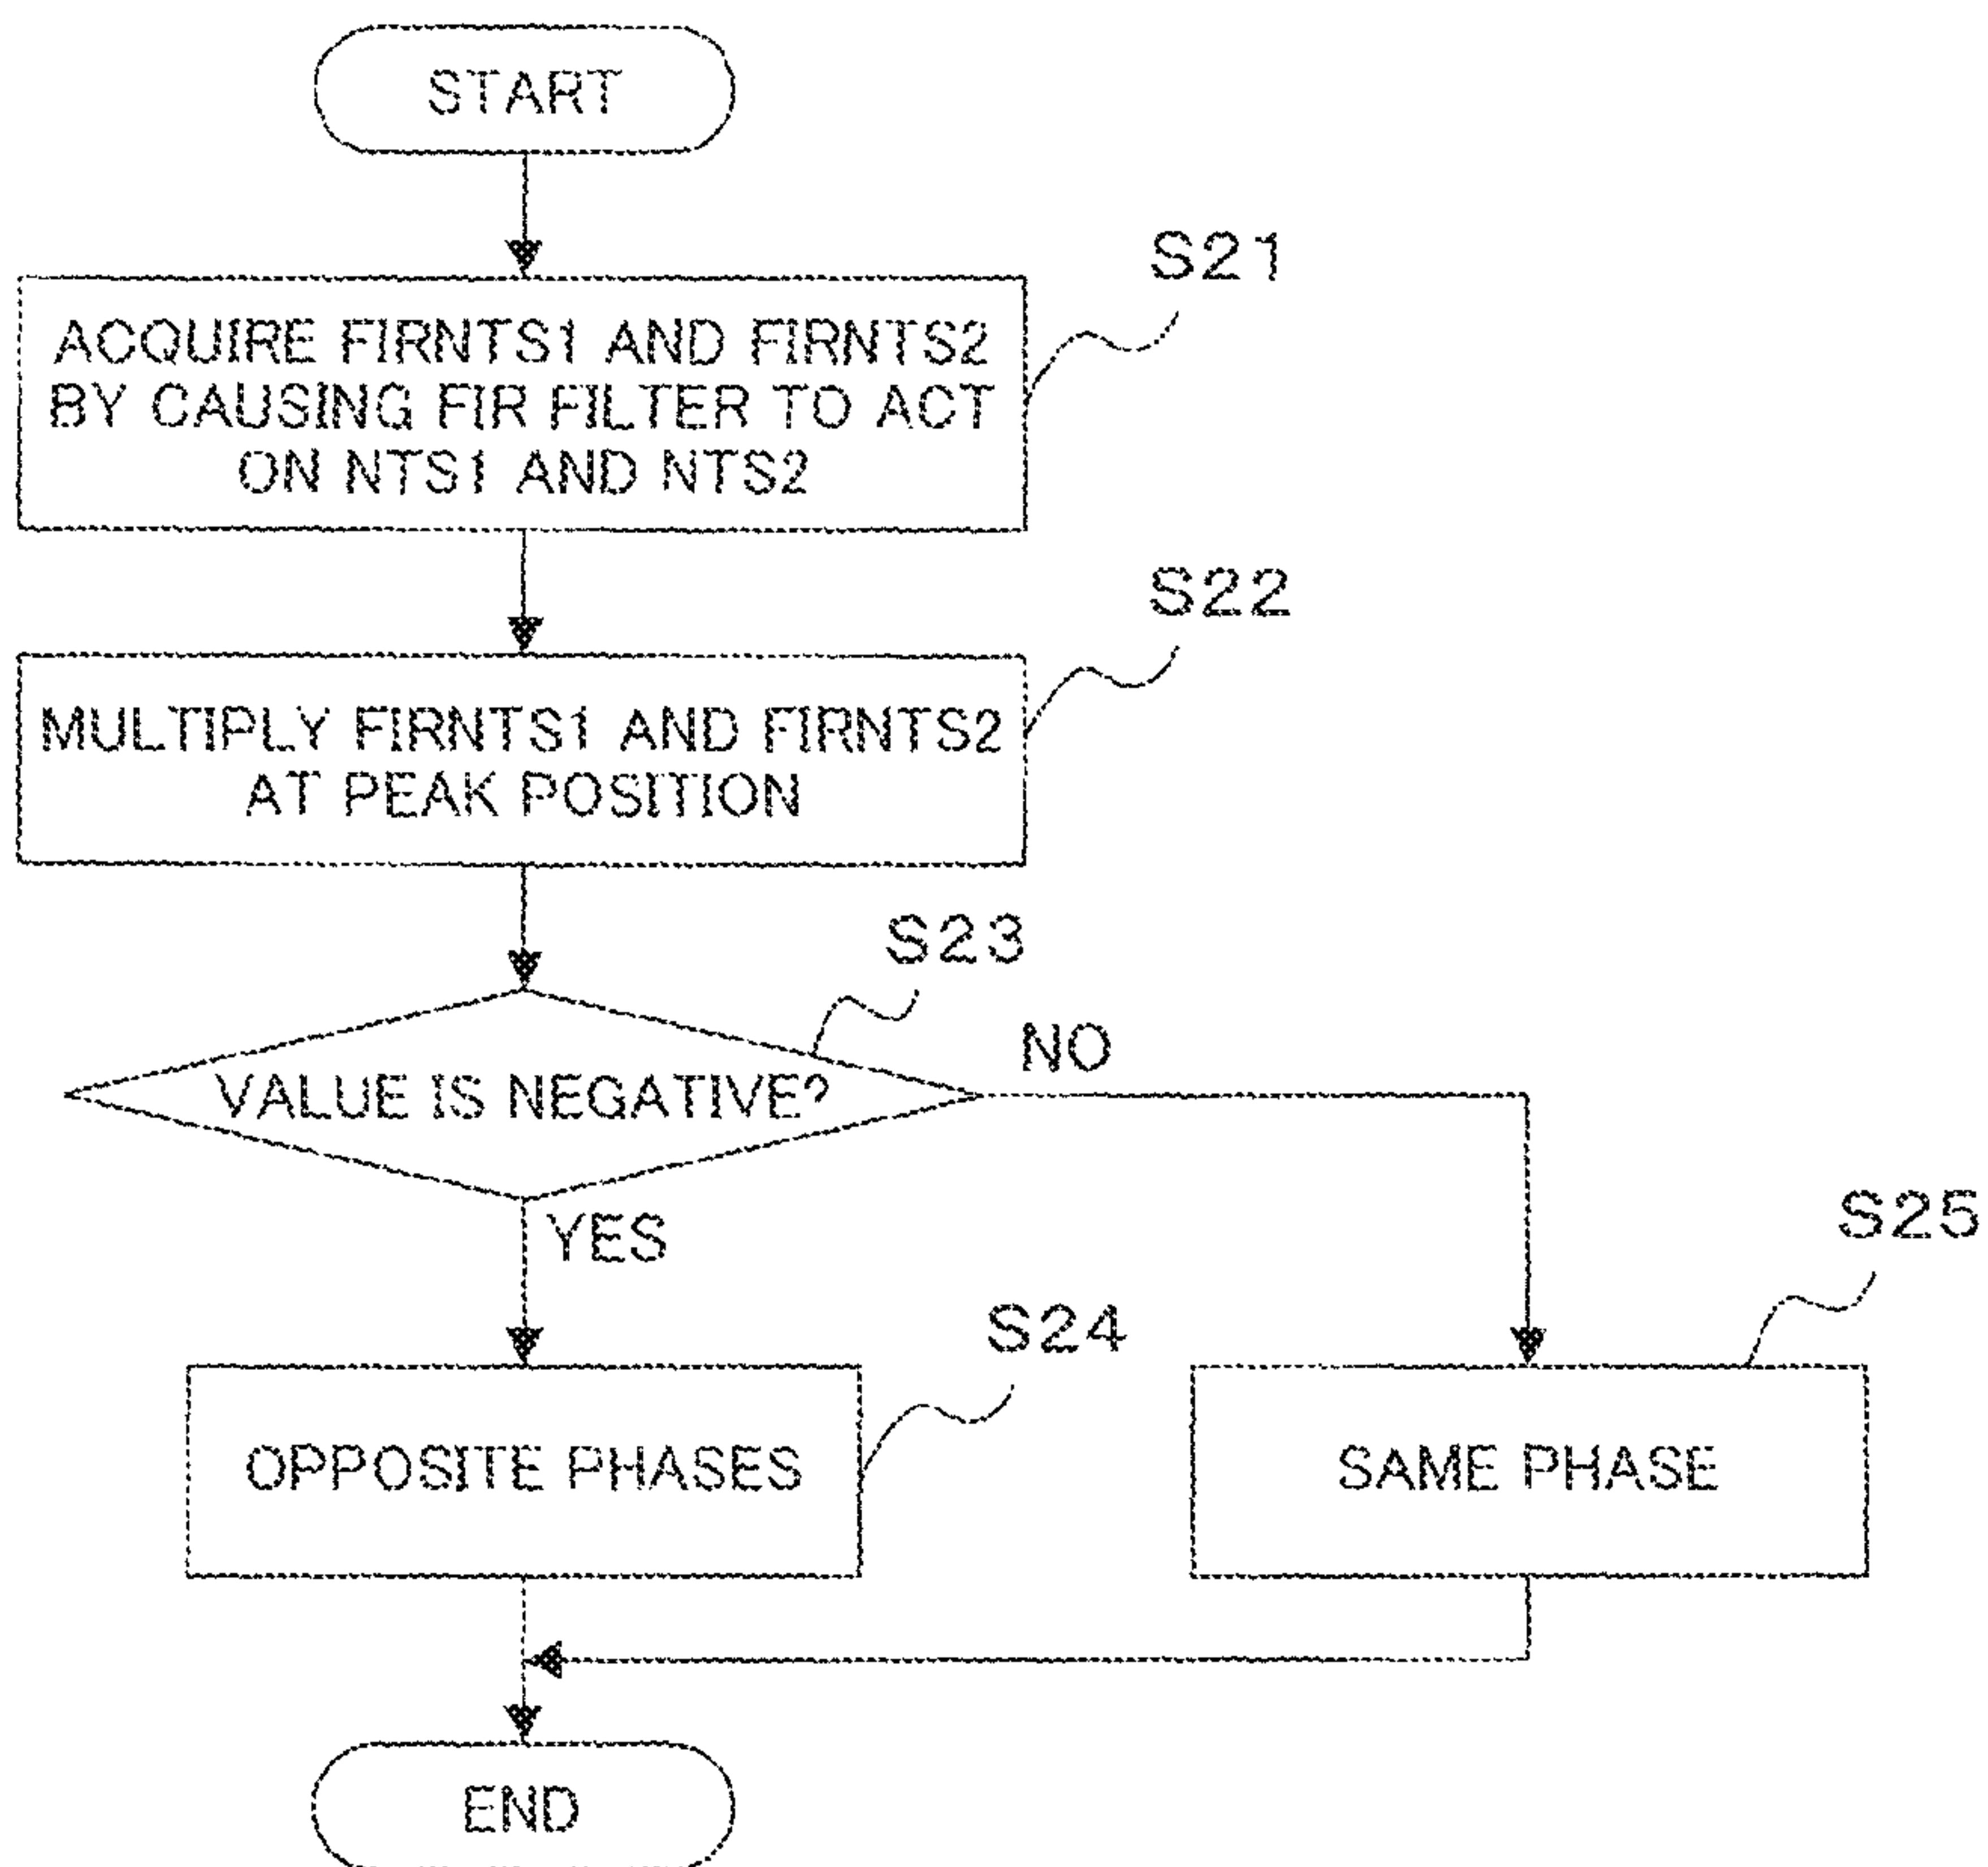 START
S21
ACQUIRE FIRNTS1 AND FIRNTS2
BY CAUSING FIR FILTER TO ACT
ON NTS1 AND NTS2
S22
MULTIPLY FIRNTS1 AND FIRNTS2
AT PEAK POSITION
S23
VALUE IS NEGATIVE?
NO
YES
S24
OPPOSITE PHASES
S25
SAME PHASE
END